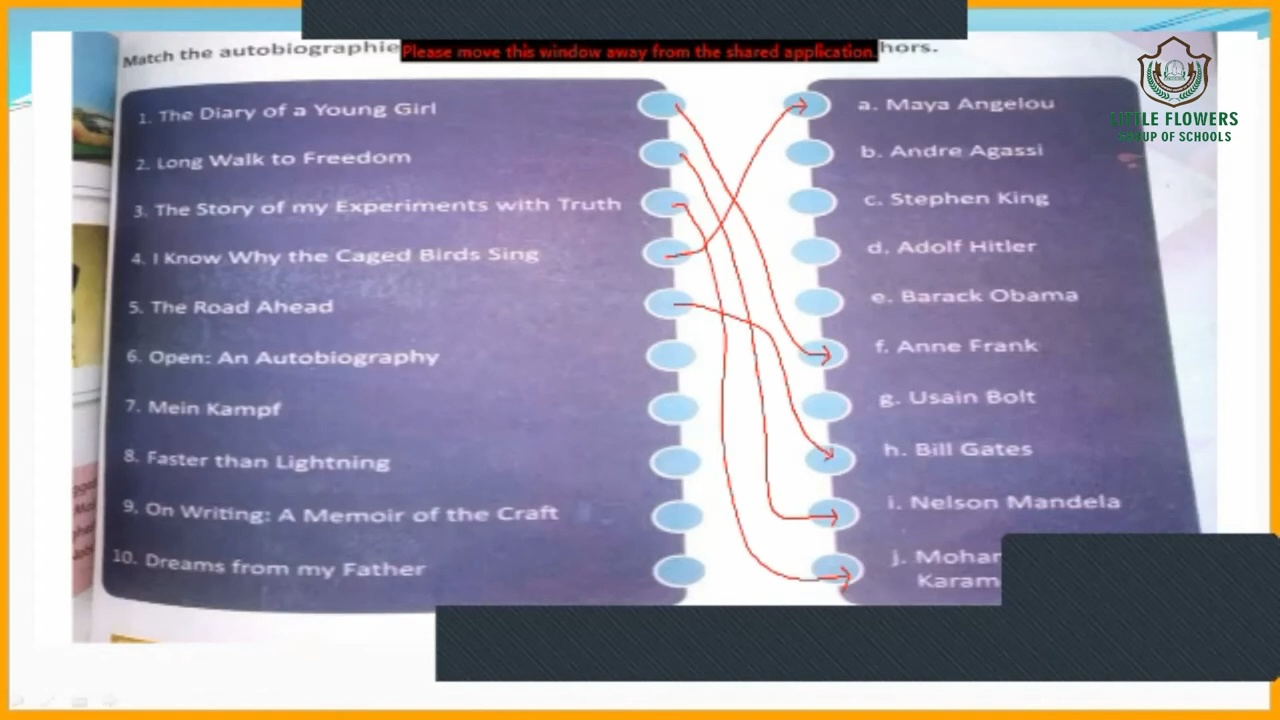 Match the autobiographie
Please move this window away from the shared application.
hors.
LITTLE FLOWERS
GROUP OF SCHOOLS
1. The Diary of a Young Girl
2. Long Walk to Freedom
3. The Story of my Experiments with Truth
4. I Know Why the Caged Birds Sing
5. The Road Ahead
6. Open: An Autobiography
7. Mein Kampf
8. Faster than Lightning
9. On Writing: A Memoir of the Craft
10. Dreams from my Father
a. Maya Angelou
b. Andre Agassi
c. Stephen King
d. Adolf Hitler
e. Barack Obama
f. Anne Frank
g. Usain Bolt
h. Bill Gates
i. Nelson Mandela
j. Mohan
Karam